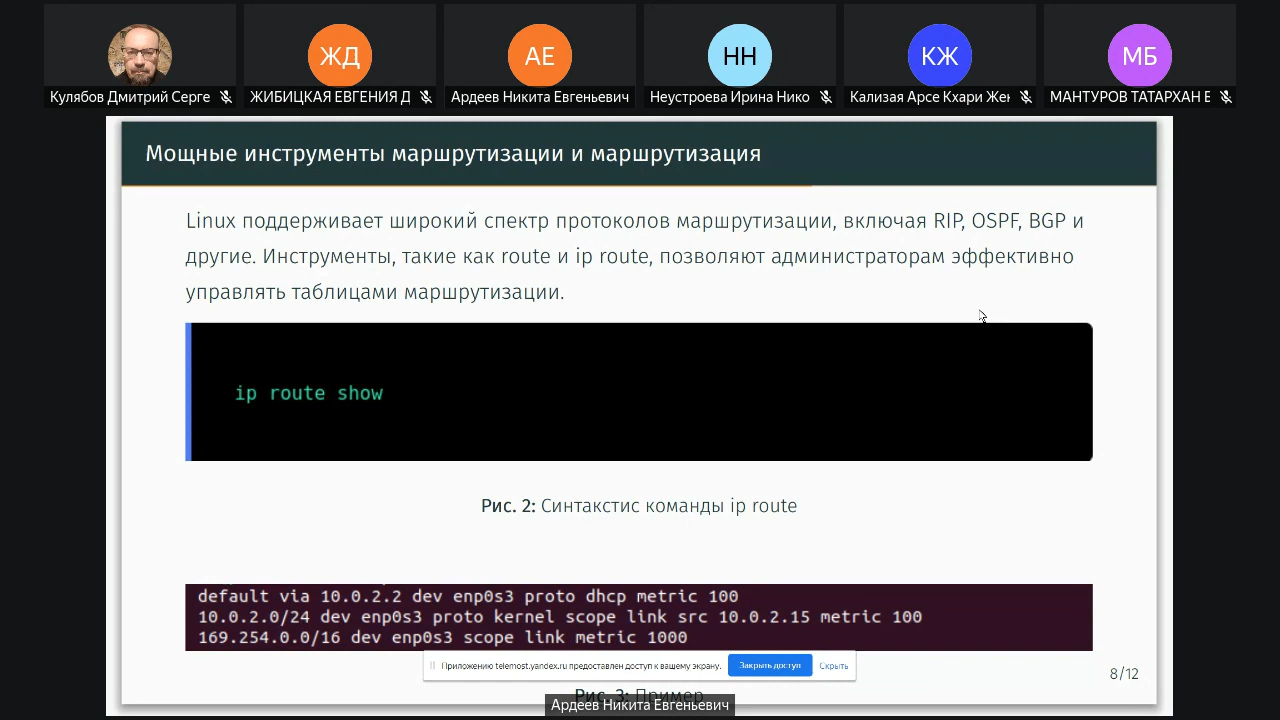 ЖД
АЕ
НН
КЖ
МБ
Кулябов Дмитрий Серге
ЖИБИЦКАЯ ЕВГЕНИЯ Д
Ардеев Никита Евгеньевич
Неустроева Ирина Нико
Кализая Арсе Кхари Жек
МАНТУРОВ ТАТАРХАН Б
Мощные инструменты маршрутизации и маршрутизация
Linux поддерживает широкий спектр протоколов маршрутизации, включая RIP, OSPF, BGP и
другие. Инструменты, такие как route и ip route, позволяют администраторам эффективно
управлять таблицами маршрутизации.
ip route show
Рис. 2: Синтакстис команды ip route
default via 10.0.2.2 dev enp0s3 proto dhcp metric 100
10.0.2.0/24 dev enp0s3 proto kernel scope link src 10.0.2.15 metric 100
169.254.0.0/16 dev enp0s3 scope link metric 1000
Приложению telemost.yandex.ru предоставлен доступ к вашему экрану.
Закрыть доступ
Скрыть
8/12
Рис. 3: Пример
Ардеев Никита Евгеньевич